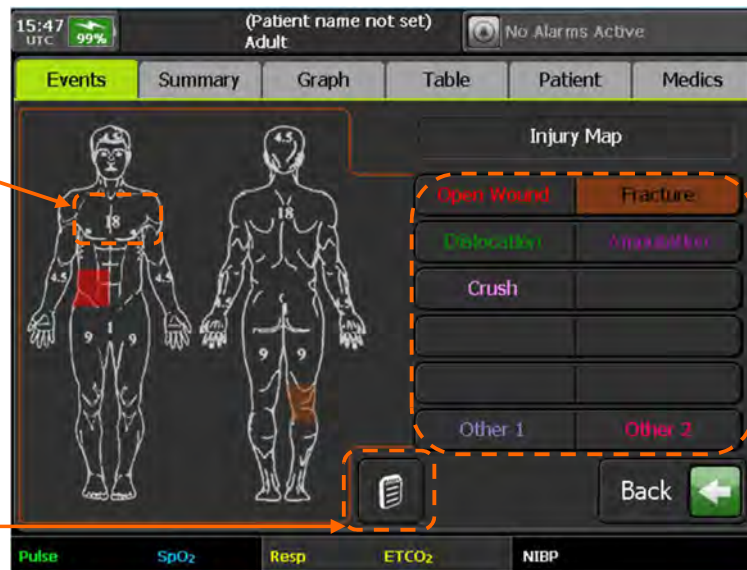 15:47
UTC
99%
(Patient name not set)
Adult
No Alarms Active
Events Summary Graph Table Patient Medics
Injury Map
Open Wound Fracture
Dislocation Amputation
Crush
Other 1 Other 2
4.5 4.5
18 18
4.5 4.5 4.5 4.5
1
9 9 9 9
Back
Pulse SpO₂ Resp ETCO₂ NIBP